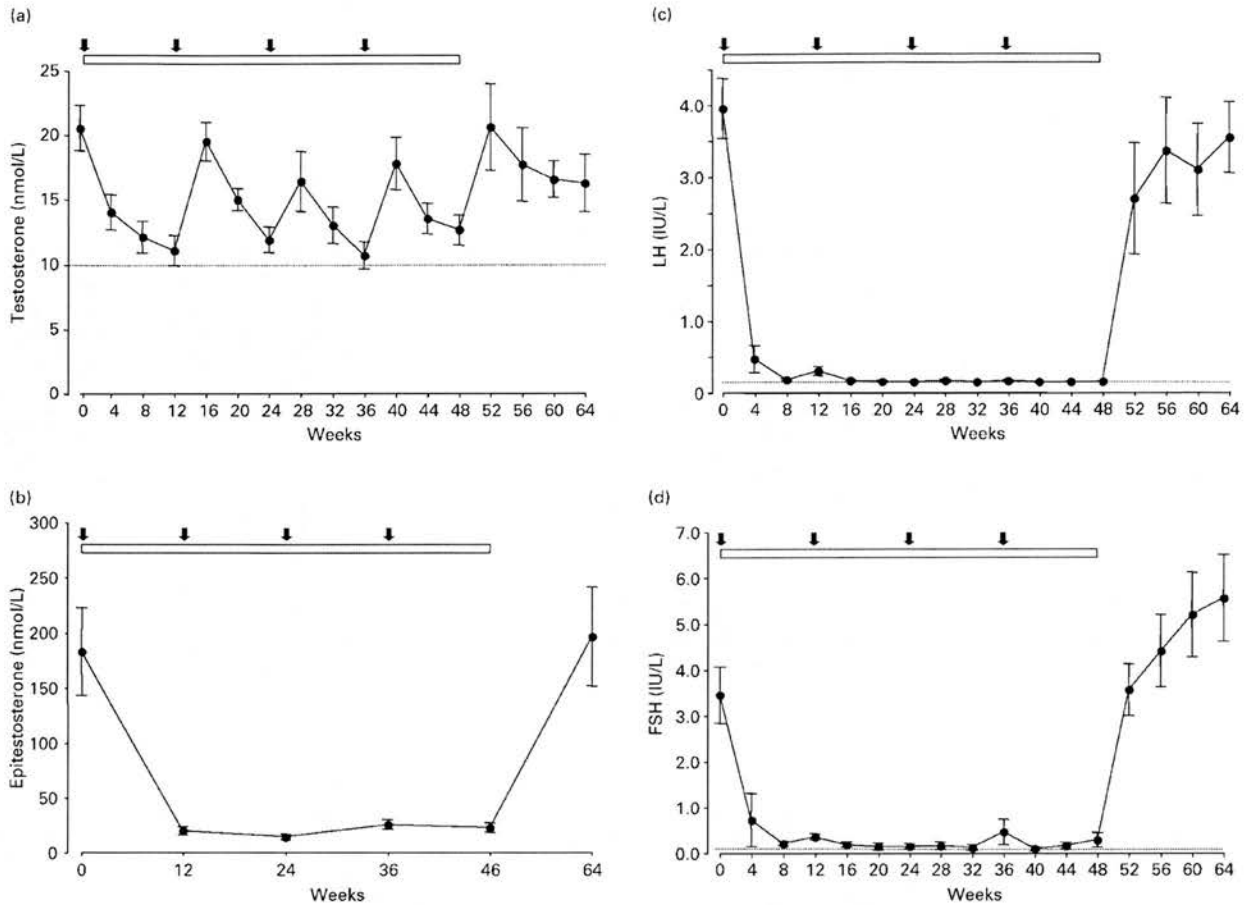 (a)
25
20
15
10
5
0
Testosterone (nmol/L)
0 4 8 12 16 20 24 28 32 36 40 44 48 52 56 60 64
Weeks
(c)
4.0
3.0
2.0
1.0
0
LH (IU/L)
0 4 8 12 16 20 24 28 32 36 40 44 48 52 56 60 64
Weeks
(b)
300
250
200
150
100
50
0
Epitestosterone (nmol/L)
0 12 24 36 46 64
Weeks
(d)
7.0
6.0
5.0
4.0
3.0
2.0
1.0
0.0
FSH (IU/L)
0 4 8 12 16 20 24 28 32 36 40 44 48 52 56 60 64
Weeks